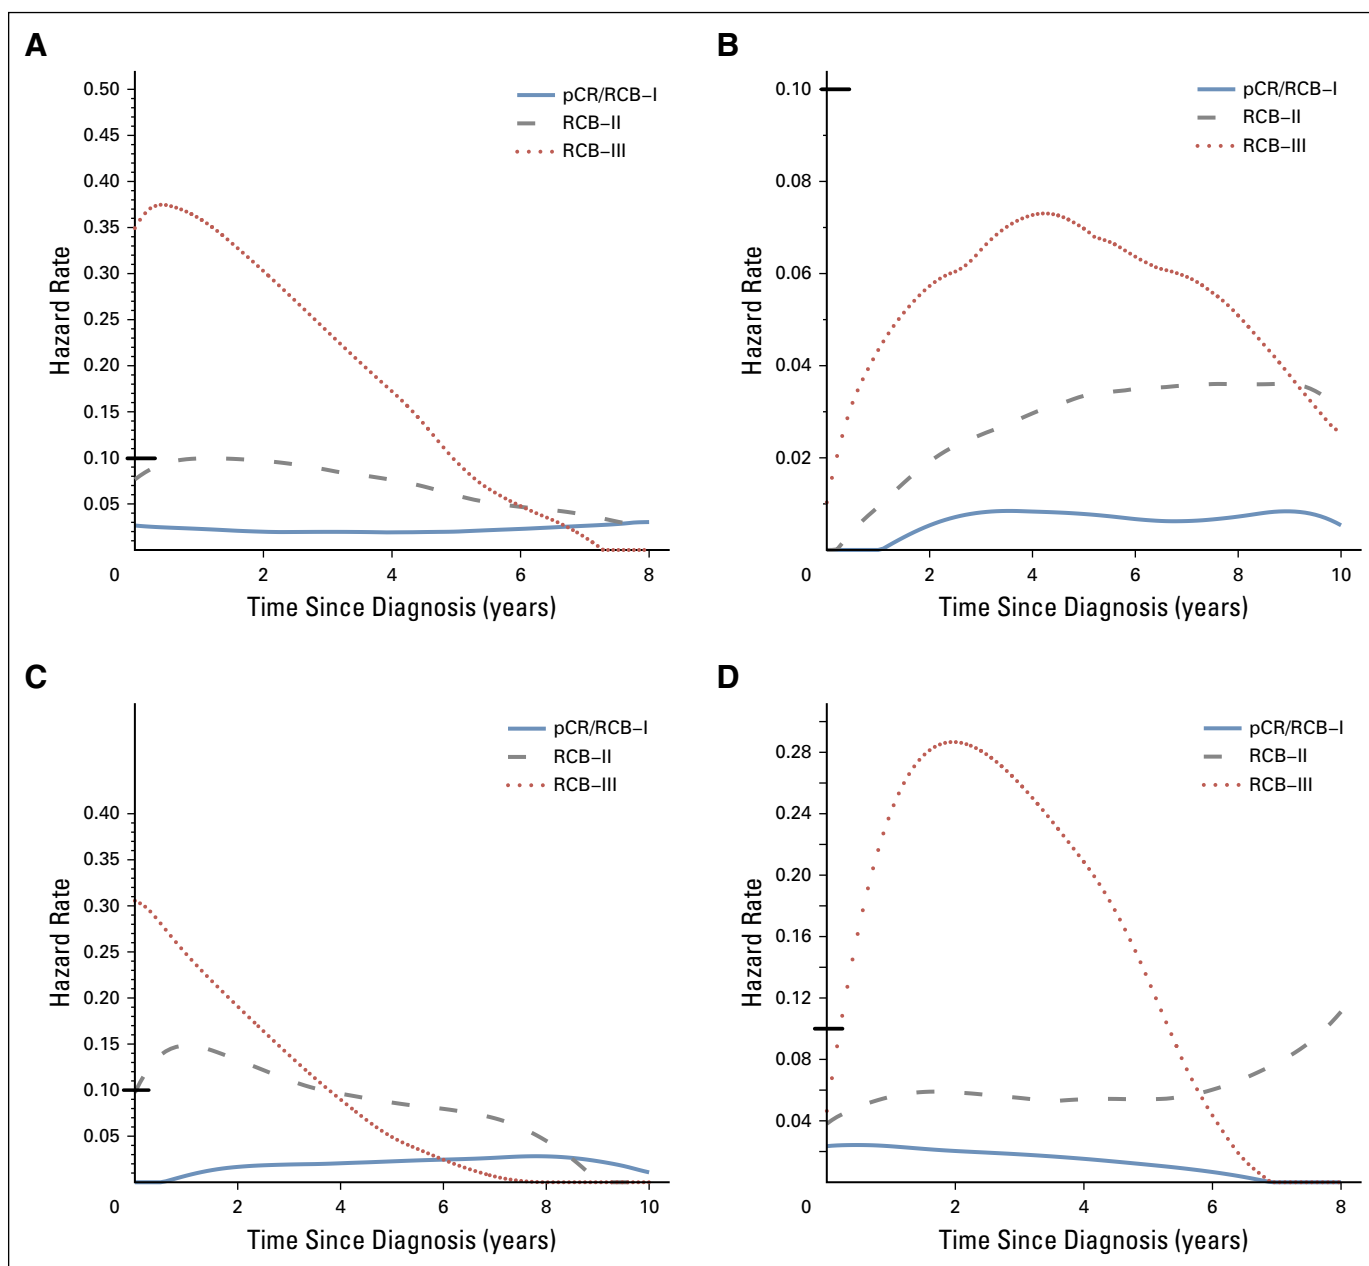 A
0.50
0.45
0.40
0.35
0.30
0.25
0.20
0.15
0.10
0.05
Hazard Rate
pCR/RCB–I
RCB–II
RCB–III
0 2 4 6 8
Time Since Diagnosis (years)
B
0.10
0.08
0.06
0.04
0.02
Hazard Rate
pCR/RCB–I
RCB–II
RCB–III
0 2 4 6 8 10
Time Since Diagnosis (years)
C
0.40
0.35
0.30
0.25
0.20
0.15
0.10
0.05
Hazard Rate
pCR/RCB–I
RCB–II
RCB–III
0 2 4 6 8 10
Time Since Diagnosis (years)
D
0.28
0.24
0.20
0.16
0.12
0.08
0.04
Hazard Rate
pCR/RCB–I
RCB–II
RCB–III
0 2 4 6 8
Time Since Diagnosis (years)